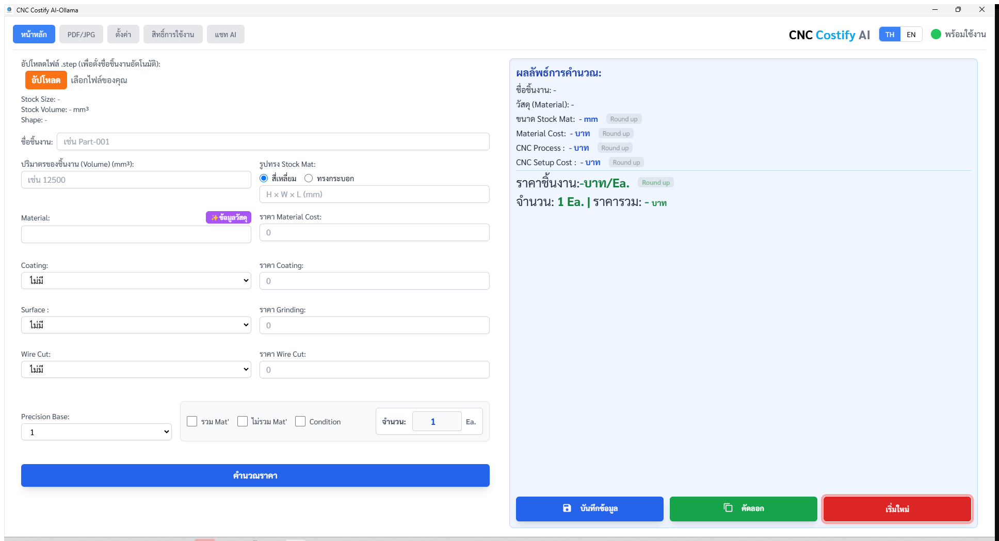 CNC Costify AI-Ollama
หน้าหลัก PDF/JPG ตั้งค่า สิทธิ์การใช้งาน แชท AI
CNC Costify AI TH EN พร้อมใช้งาน
อัปโหลดไฟล์ .step (เพื่อตั้งชื่อชิ้นงานอัตโนมัติ):
อัปโหลด เลือกไฟล์ของคุณ
Stock Size: -
Stock Volume: - mm³
Shape: -
ชื่อชิ้นงาน: เช่น Part-001
ปริมาตรของชิ้นงาน (Volume) (mm³):
เช่น 12500
รูปทรง Stock Mat:
สี่เหลี่ยม ทรงกระบอก
H × W × L (mm)
Material: ✨ข้อมูลวัสดุ
ราคา Material Cost:
0
Coating:
ไม่มี
ราคา Coating:
0
Surface :
ไม่มี
ราคา Grinding:
0
Wire Cut:
ไม่มี
ราคา Wire Cut:
0
Precision Base:
1
รวม Mat' ไม่รวม Mat' Condition จำนวน: 1 Ea.
คำนวณราคา
ผลลัพธ์การคำนวณ:
ชื่อชิ้นงาน: -
วัสดุ (Material): -
ขนาด Stock Mat: - mm Round up
Material Cost: - บาท Round up
CNC Process : - บาท Round up
CNC Setup Cost : - บาท Round up
ราคาชิ้นงาน:-บาท/Ea. Round up
จำนวน: 1 Ea. | ราคารวม: - บาท
บันทึกข้อมูล คัดลอก เริ่มใหม่